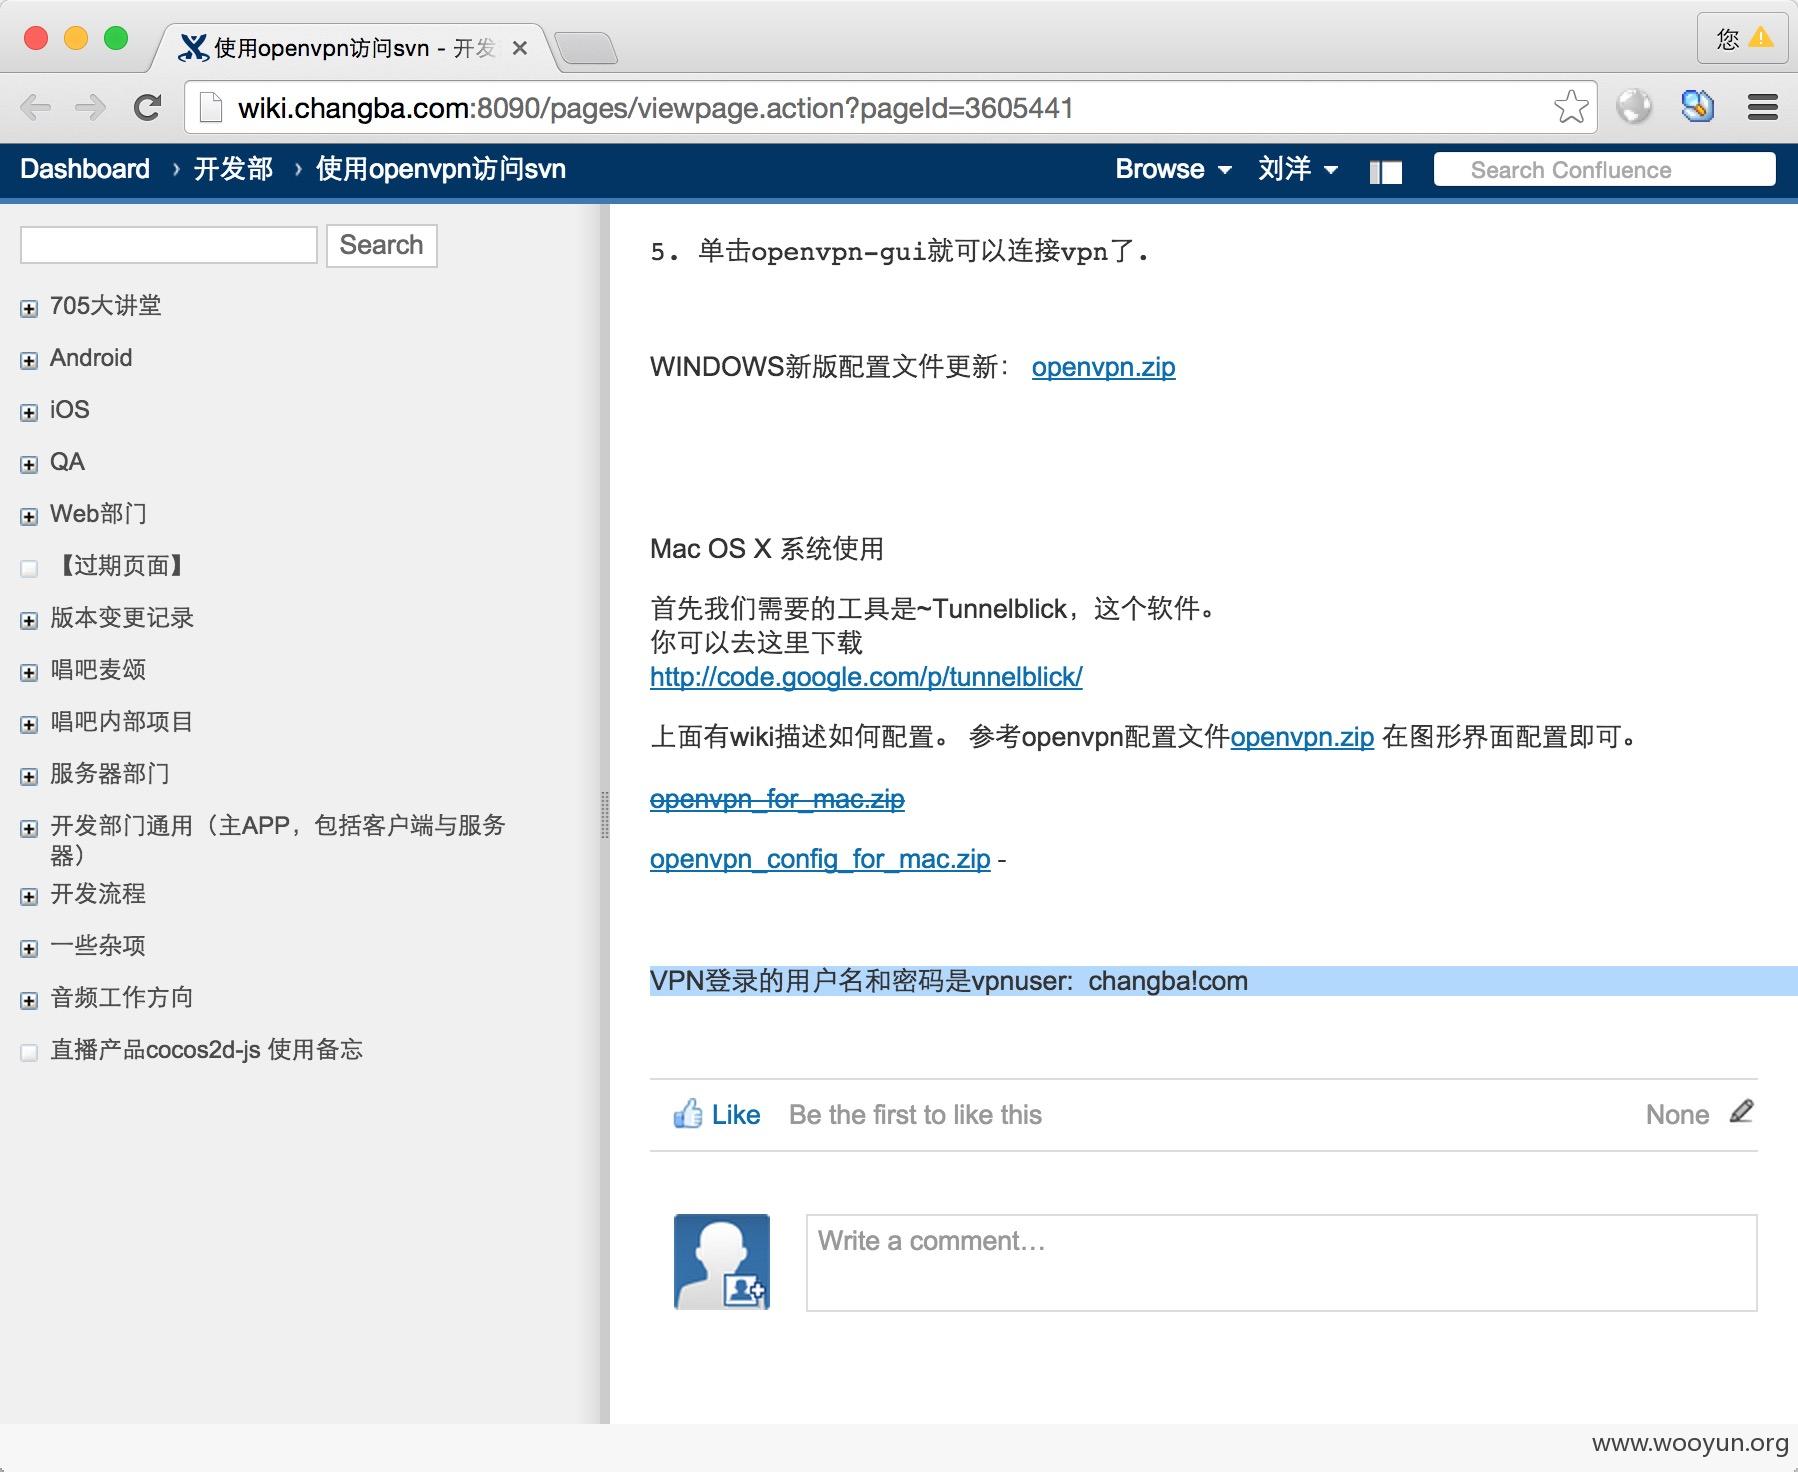 使用openvpn访问svn - 开发
您
wiki.changba.com:8090/pages/viewpage.action?pageId=3605441
Dashboard › 开发部 › 使用openvpn访问svn
Browse 刘洋 Search Confluence
Search
705大讲堂
Android
iOS
QA
Web部门
【过期页面】
版本变更记录
唱吧麦颂
唱吧内部项目
服务器部门
开发部门通用（主APP，包括客户端与服务
器）
开发流程
一些杂项
音频工作方向
直播产品cocos2d-js 使用备忘
5. 单击openvpn-gui就可以连接vpn了.
WINDOWS新版配置文件更新： openvpn.zip
Mac OS X 系统使用
首先我们需要的工具是~Tunnelblick，这个软件。
你可以去这里下载
http://code.google.com/p/tunnelblick/
上面有wiki描述如何配置。 参考openvpn配置文件openvpn.zip 在图形界面配置即可。
openvpn_for_mac.zip
openvpn_config_for_mac.zip -
VPN登录的用户名和密码是vpnuser: changba!com
Like Be the first to like this None
Write a comment…
www.wooyun.org